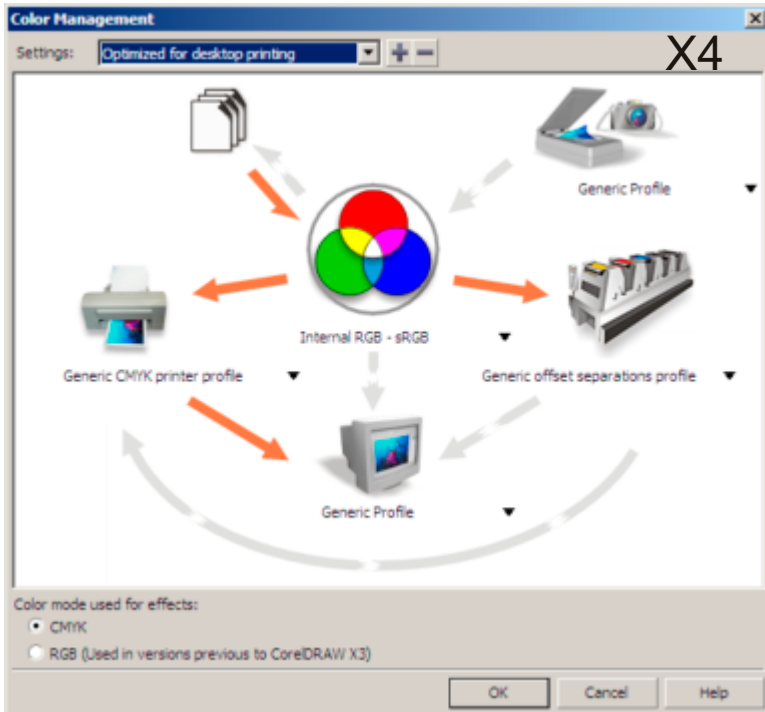 Color Management
Settings: Optimized for desktop printing
X4
Generic Profile
Internal RGB - sRGB
Generic CMYK printer profile
Generic offset separations profile
Generic Profile
Color mode used for effects:
CMYK
RGB (Used in versions previous to CorelDRAW X3)
OK Cancel Help